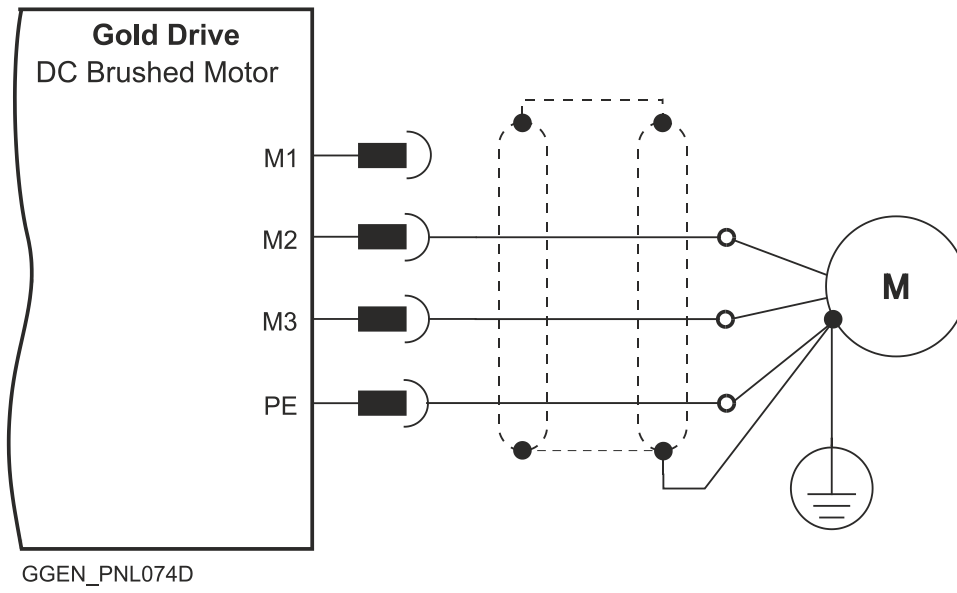 Gold Drive
DC Brushed Motor
M1
M2
M3
PE
M
GGEN_PNL074D